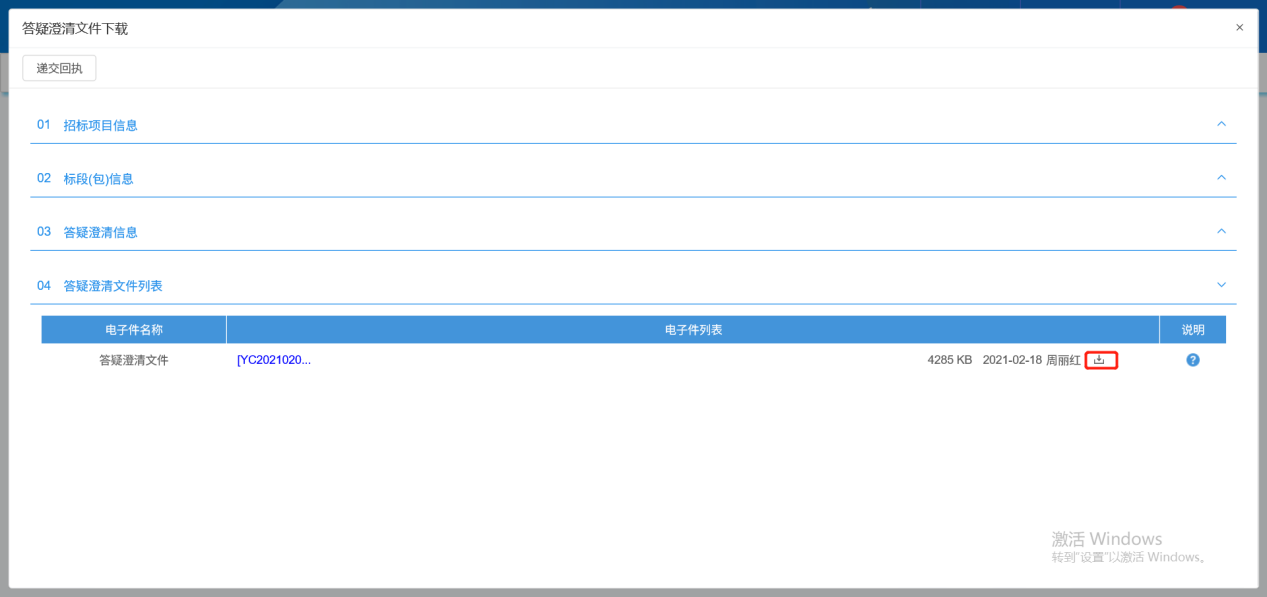 答疑澄清文件下载
×
递交回执
01 招标项目信息
02 标段(包)信息
03 答疑澄清信息
04 答疑澄清文件列表
电子件名称 电子件列表 说明
答疑澄清文件 [YC2021020... 4285 KB 2021-02-18 周丽红 ?
激活 Windows
转到"设置"以激活 Windows。